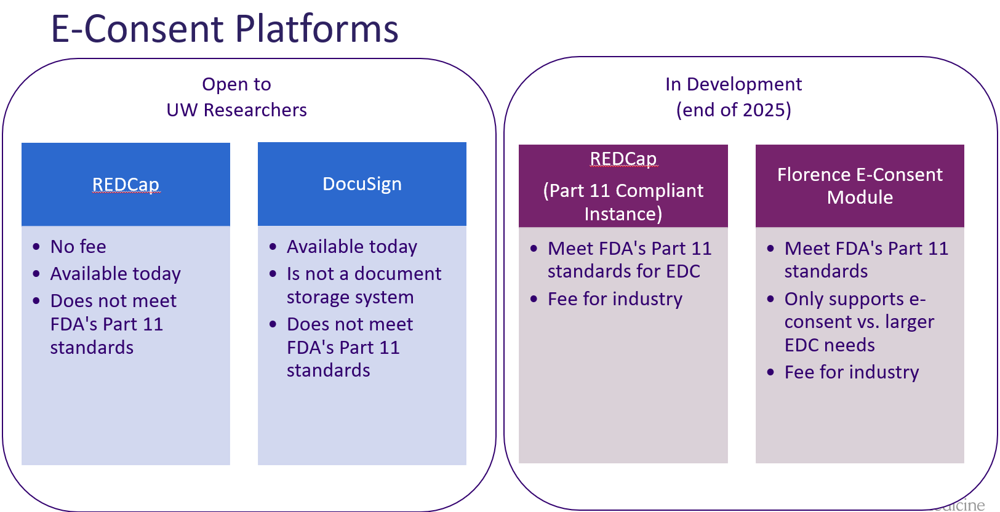 E-Consent Platforms
Open to
UW Researchers
REDCap
• No fee
• Available today
• Does not meet
FDA's Part 11
standards
DocuSign
• Available today
• Is not a document
storage system
• Does not meet
FDA's Part 11
standards
In Development
(end of 2025)
REDCap
(Part 11 Compliant
Instance)
• Meet FDA's Part 11
standards for EDC
• Fee for industry
Florence E-Consent
Module
• Meet FDA's Part 11
standards
• Only supports e-
consent vs. larger
EDC needs
• Fee for industry